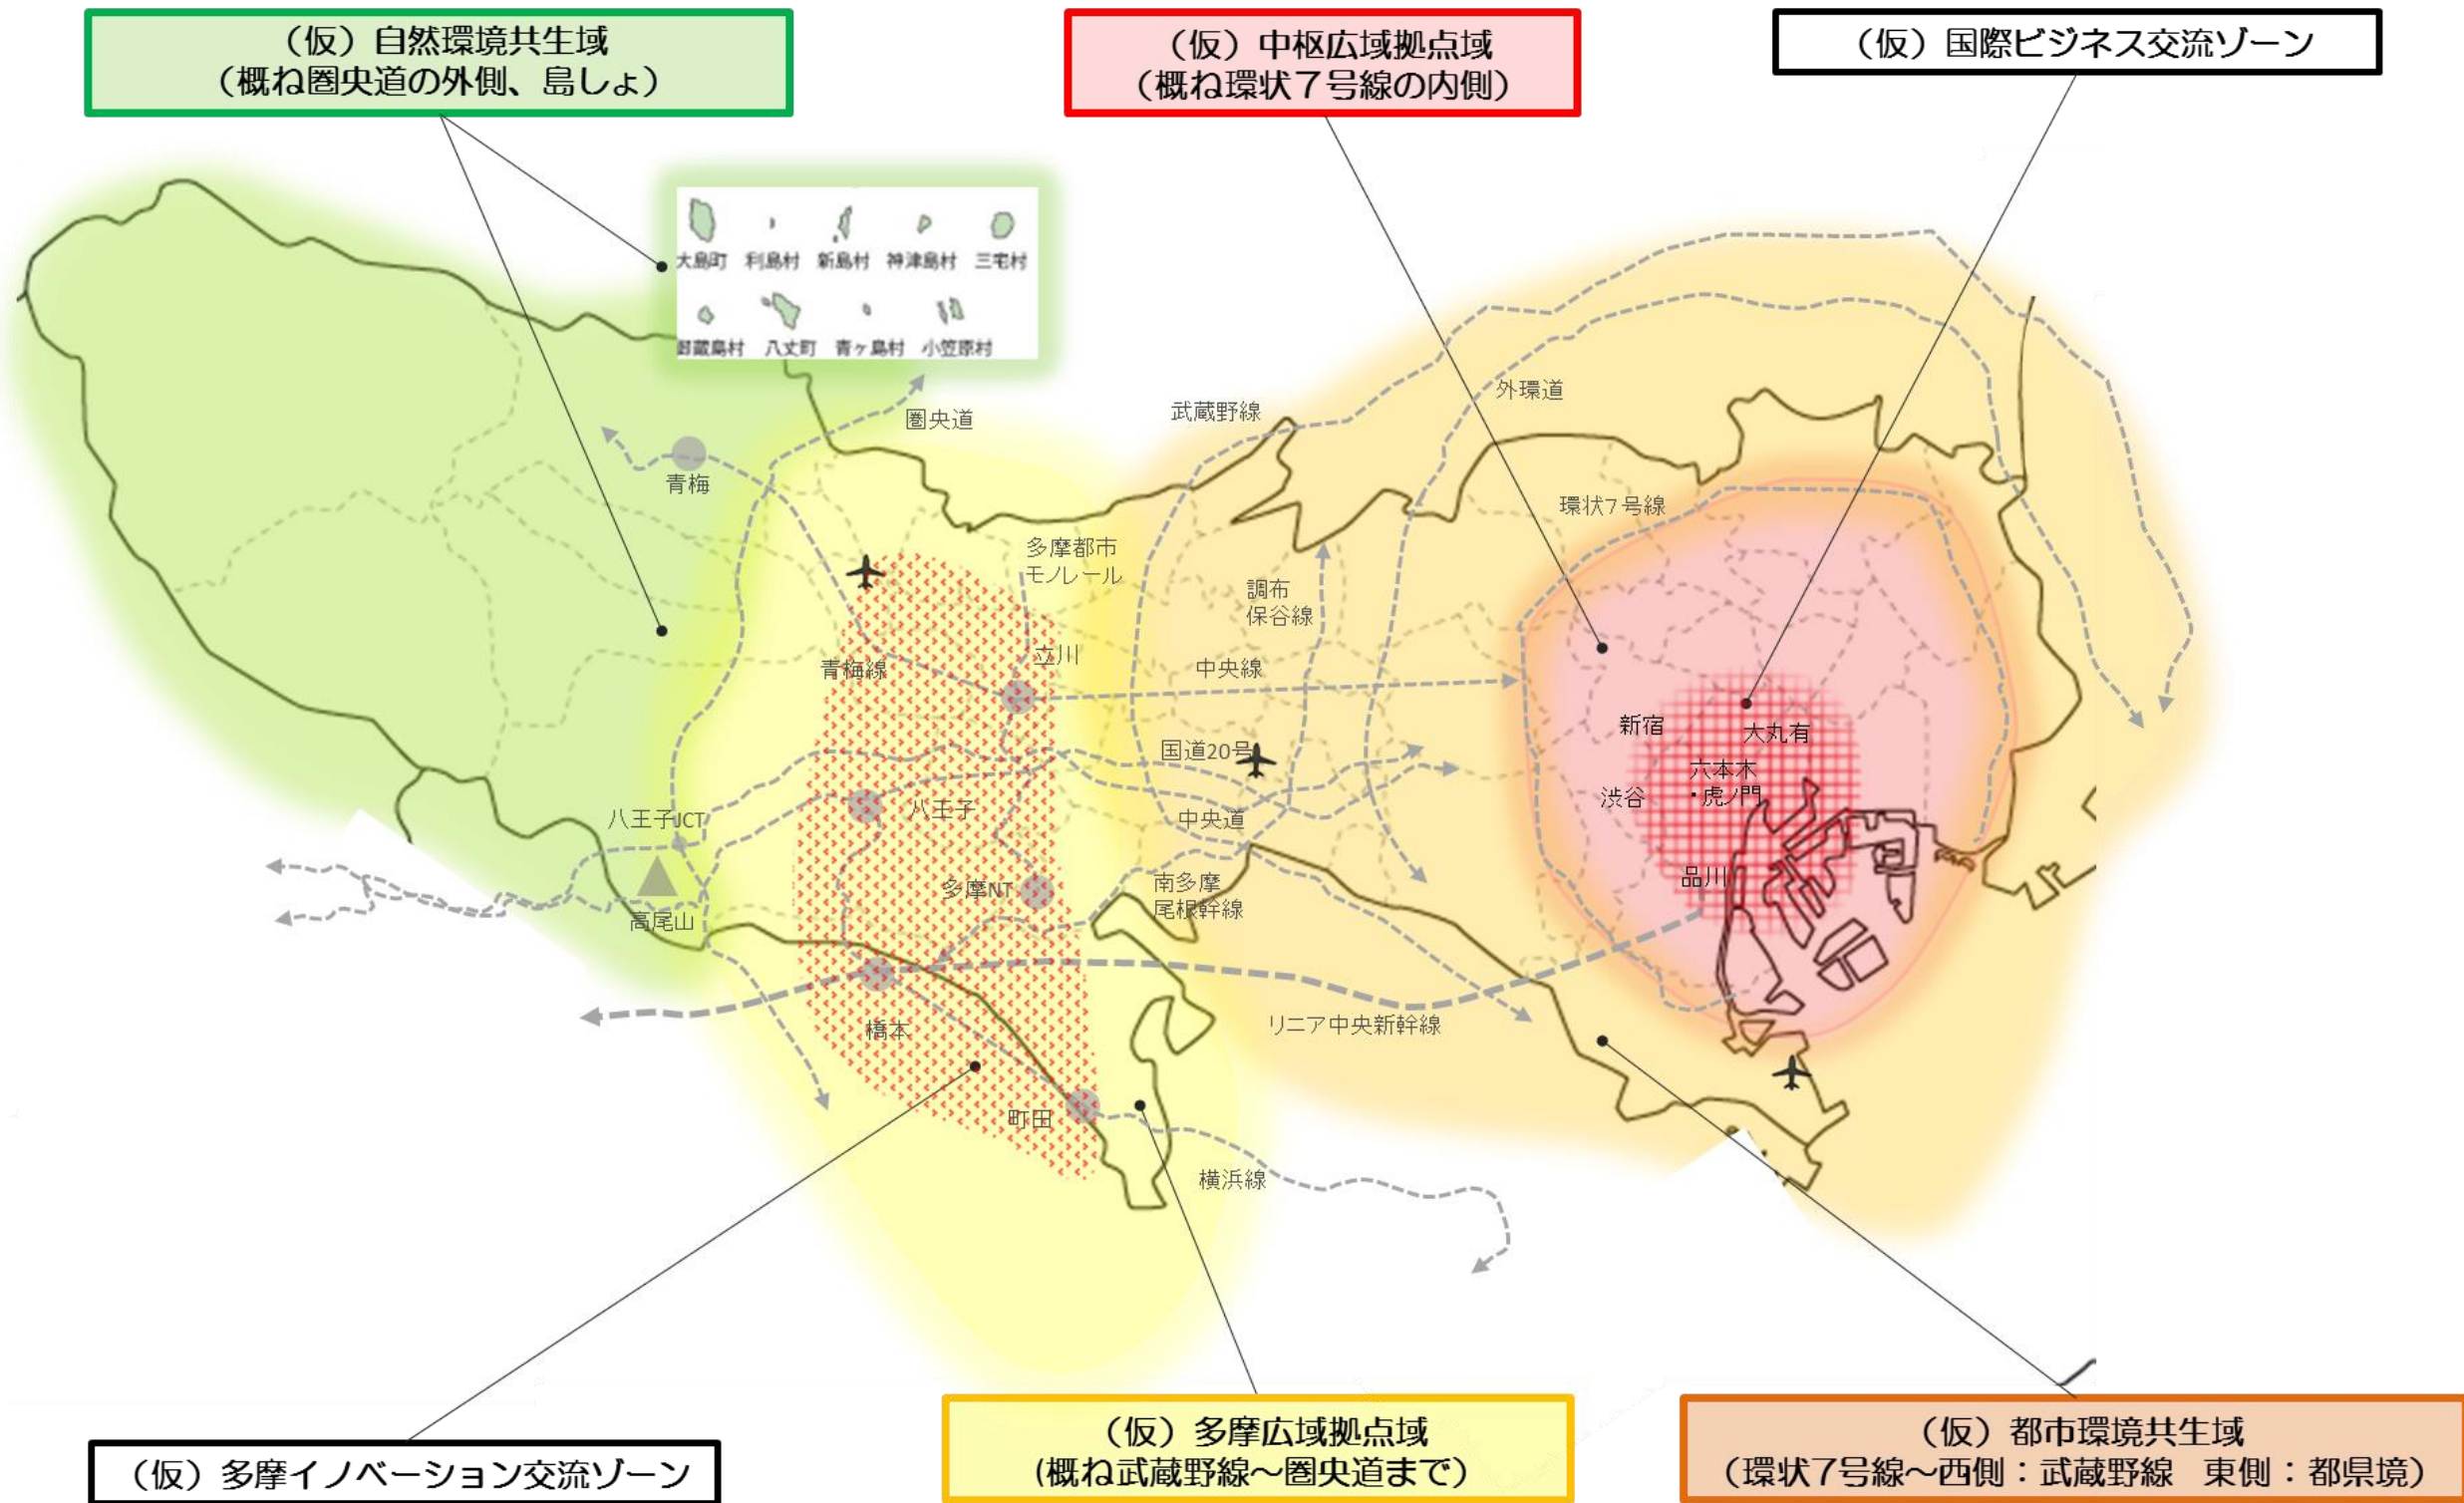 （仮）自然環境共生域
（概ね圏央道の外側、島しょ）
（仮）中枢広域拠点域
（概ね環状７号線の内側）
（仮）国際ビジネス交流ゾーン
大島町 利島村 新島村 神津島村 三宅村
御蔵島村 八丈町 青ヶ島村 小笠原村
圏央道
武蔵野線
外環道
青梅
環状７号線
多摩都市
モノレール
調布
保谷線
青梅線
立川
中央線
新宿
大丸有
国道20号
六本木
・虎ノ門
渋谷
八王子JCT
八王子
中央道
品川
多摩NT
南多摩
尾根幹線
高尾山
橋本
リニア中央新幹線
町田
横浜線
（仮）多摩イノベーション交流ゾーン
（仮）多摩広域拠点域
(概ね武蔵野線～圏央道まで）
（仮）都市環境共生域
（環状７号線～西側：武蔵野線　東側：都県境）